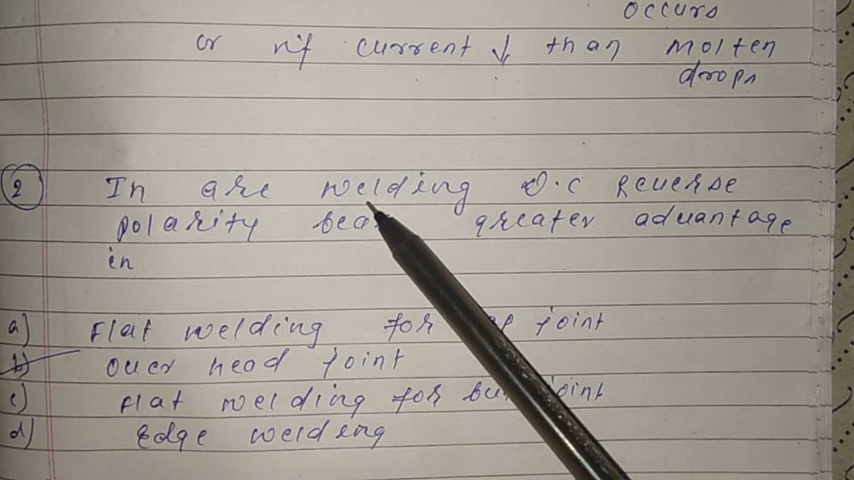 occurs
or if current ↓ than molten
drops
2 In arc welding D.C Reverse
polarity greater advantage
in
a) Flat welding for joint
b) over head joint
c) Flat welding for joint
d) Edge welding